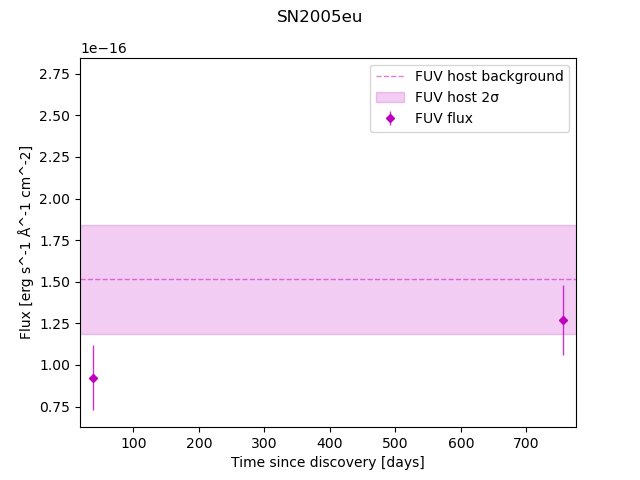 SN2005eu
1e−16
2.75
2.50
2.25
2.00
1.75
1.50
1.25
1.00
0.75
Flux [erg s^-1 Å^-1 cm^-2]
FUV host background
FUV host 2σ
FUV flux
100 200 300 400 500 600 700
Time since discovery [days]